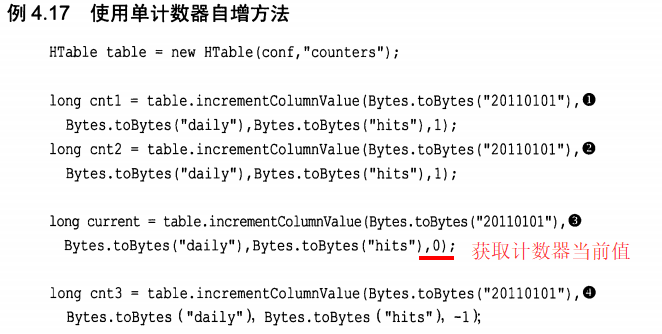 例 4.17 使用单计数器自增方法
HTable table = new HTable(conf,"counters");
long cnt1 = table.incrementColumnValue(Bytes.toBytes("20110101"),❶
Bytes.toBytes("daily"),Bytes.toBytes("hits"),1);
long cnt2 = table.incrementColumnValue(Bytes.toBytes("20110101"),❷
Bytes.toBytes("daily"),Bytes.toBytes("hits"),1);
long current = table.incrementColumnValue(Bytes.toBytes("20110101"),❸
Bytes.toBytes("daily"),Bytes.toBytes("hits"),0); 获取计数器当前值
long cnt3 = table.incrementColumnValue(Bytes.toBytes("20110101"),❹
Bytes.toBytes("daily"), Bytes.toBytes("hits"), -1);